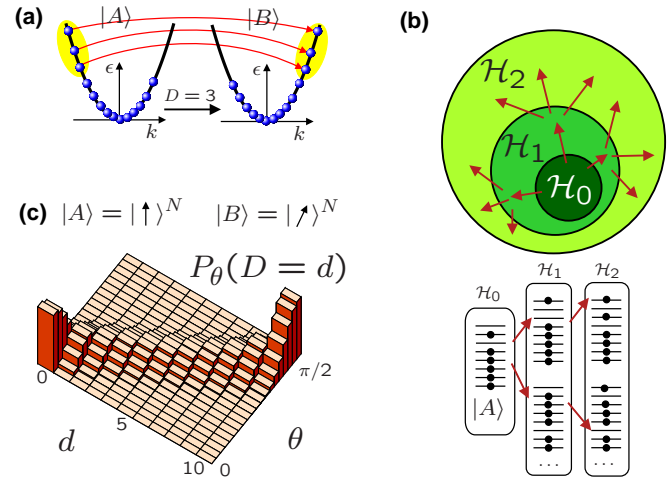 (a)
|A⟩
|B⟩
ϵ
ϵ
D = 3
k
k
(b)
ℋ₂
ℋ₁
ℋ₀
(c)
|A⟩ = |↑⟩ᴺ
|B⟩ = |↗⟩ᴺ
P_θ(D = d)
0
5
10
d
0
π/2
θ
ℋ₀
ℋ₁
ℋ₂
|A⟩
...
...